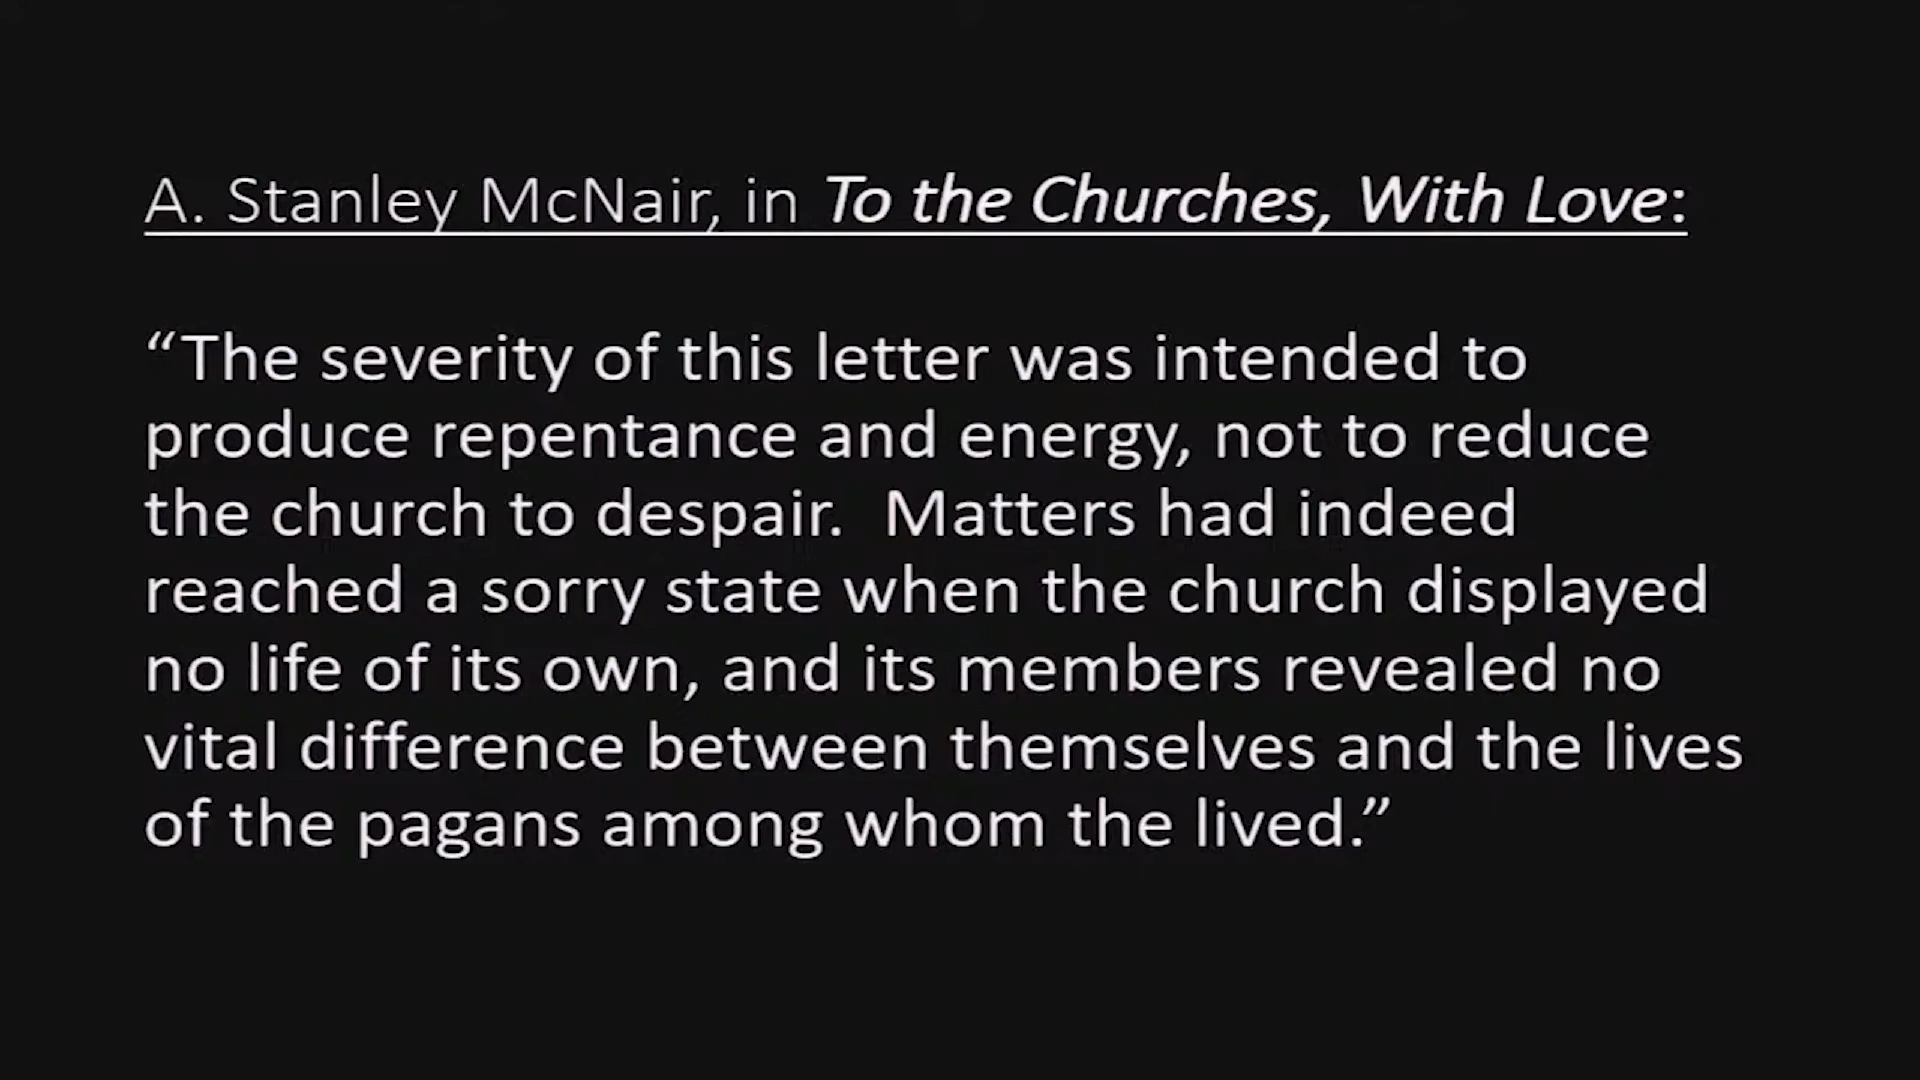 A. Stanley McNair, in To the Churches, With Love:
“The severity of this letter was intended to
produce repentance and energy, not to reduce
the church to despair.  Matters had indeed
reached a sorry state when the church displayed
no life of its own, and its members revealed no
vital difference between themselves and the lives
of the pagans among whom the lived.”